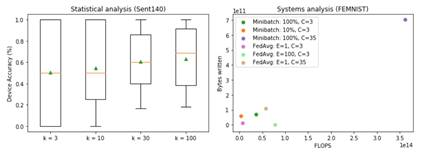 Statistical analysis (Sent140)
Device Accuracy (%)
1.0
0.8
0.6
0.4
0.2
0.0
k = 3
k = 10
k = 30
k = 100
Systems analysis (FEMNIST)
1e11
Bytes written
7
6
5
4
3
2
1
0
Minibatch: 100%, C=3
Minibatch: 10%, C=3
Minibatch: 100%, C=35
FedAvg: E=1, C=3
FedAvg: E=100, C=3
FedAvg: E=1, C=35
0.0
0.5
1.0
1.5
2.0
2.5
3.0
3.5
1e14
FLOPS